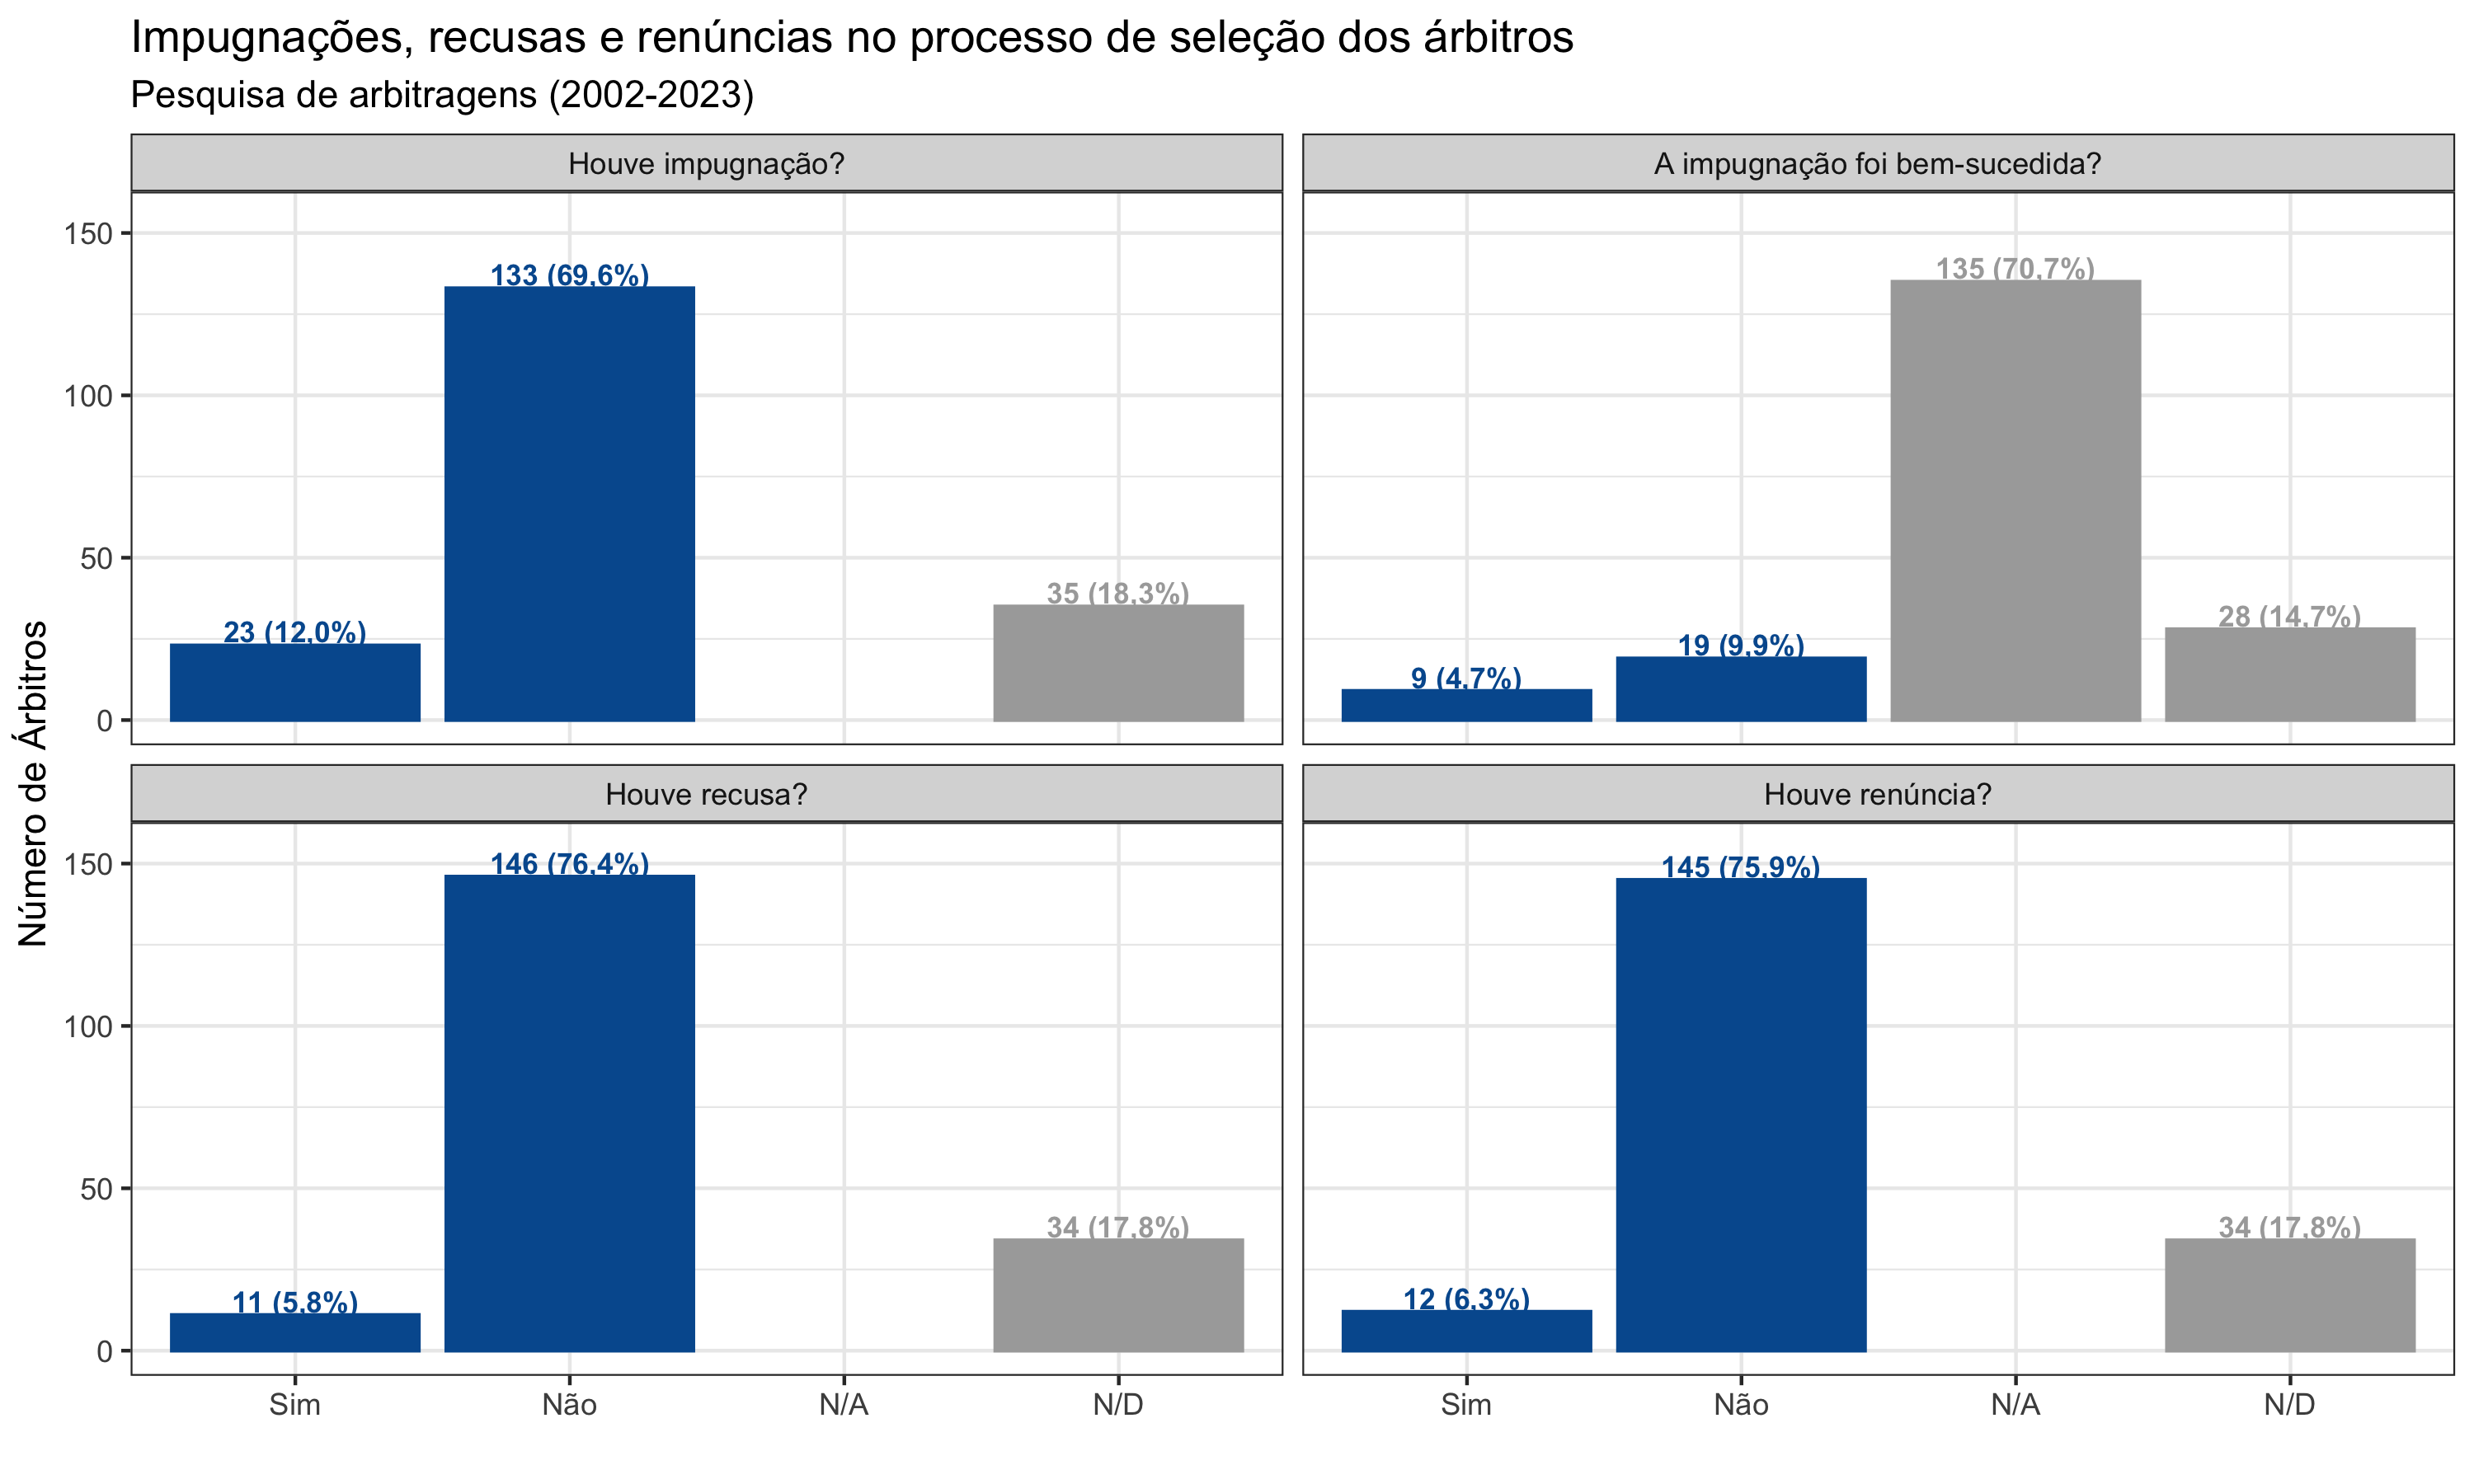 Impugnações, recusas e renúncias no processo de seleção dos árbitros
Pesquisa de arbitragens (2002-2023)
Número de Árbitros
Houve impugnação?
150
100
50
0
23 (12,0%)
133 (69,6%)
35 (18,3%)
A impugnação foi bem-sucedida?
9 (4,7%)
19 (9,9%)
135 (70,7%)
28 (14,7%)
Houve recusa?
150
100
50
0
11 (5,8%)
146 (76,4%)
34 (17,8%)
Sim
Não
N/A
N/D
Houve renúncia?
12 (6,3%)
145 (75,9%)
34 (17,8%)
Sim
Não
N/A
N/D